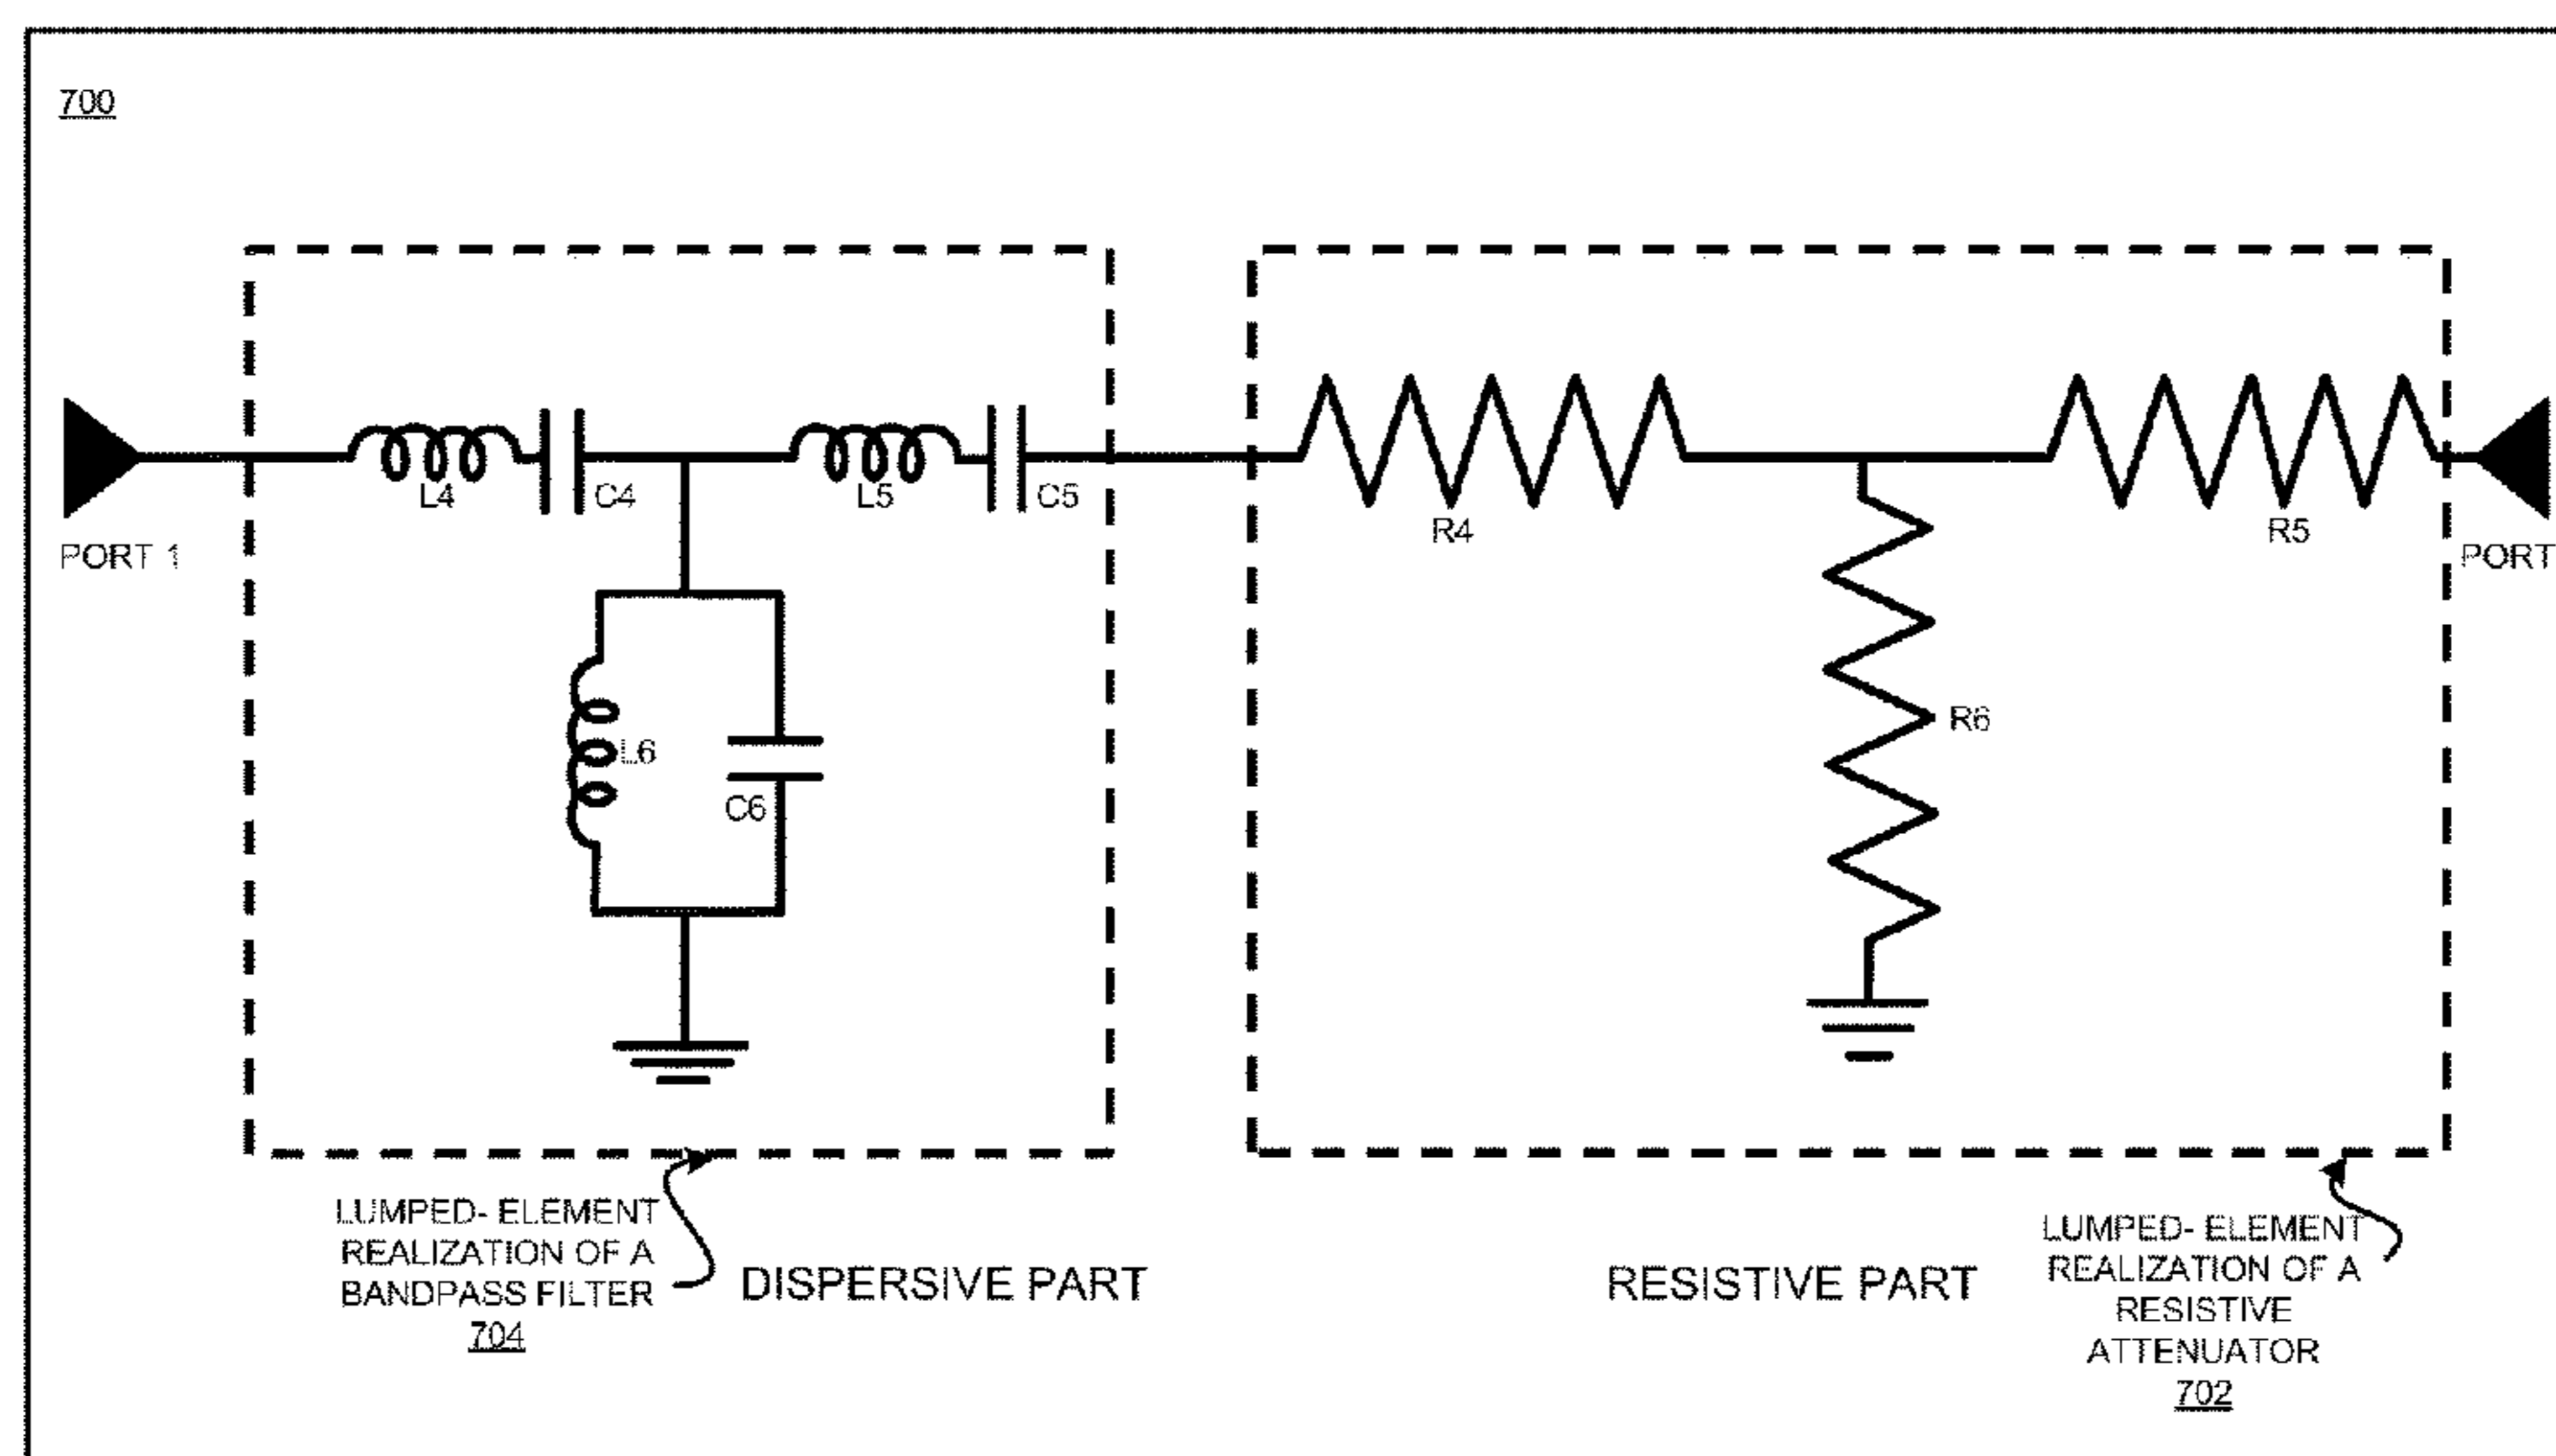 700
L4
C4
L5
C5
R4
R5
PORT 1
PORT
L6
C6
R6
LUMPED- ELEMENT
REALIZATION OF A
BANDPASS FILTER
704
DISPERSIVE PART
RESISTIVE PART
LUMPED- ELEMENT
REALIZATION OF A
RESISTIVE
ATTENUATOR
702